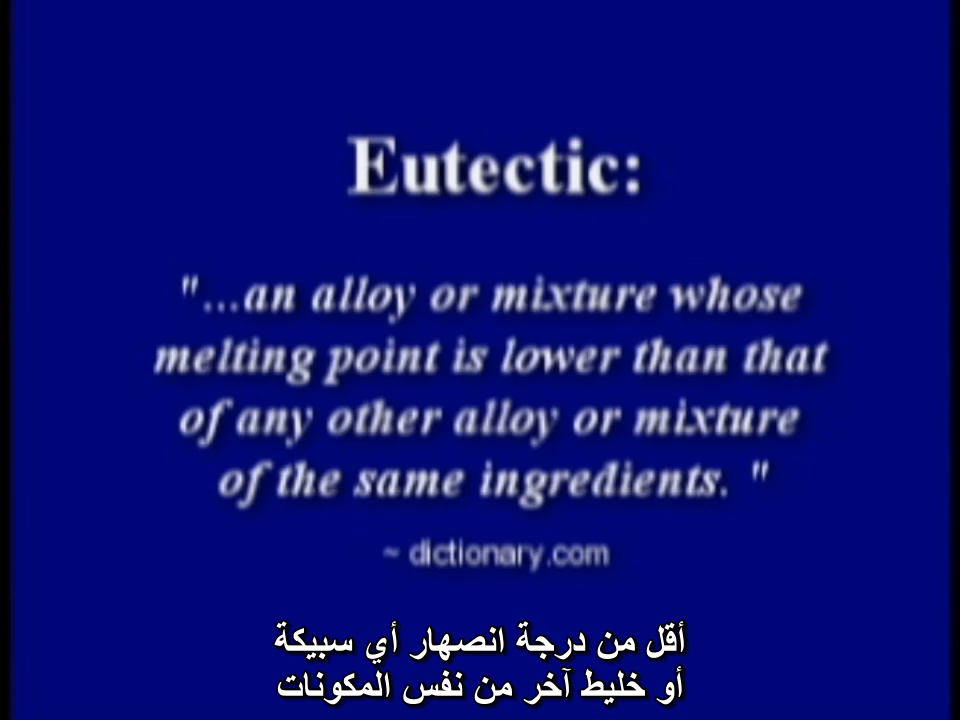 Eutectic:
"...an alloy or mixture whose
melting point is lower than that
of any other alloy or mixture
of the same ingredients. "
~ dictionary.com
أقل من درجة انصهار أي سبيكة
أو خليط آخر من نفس المكونات